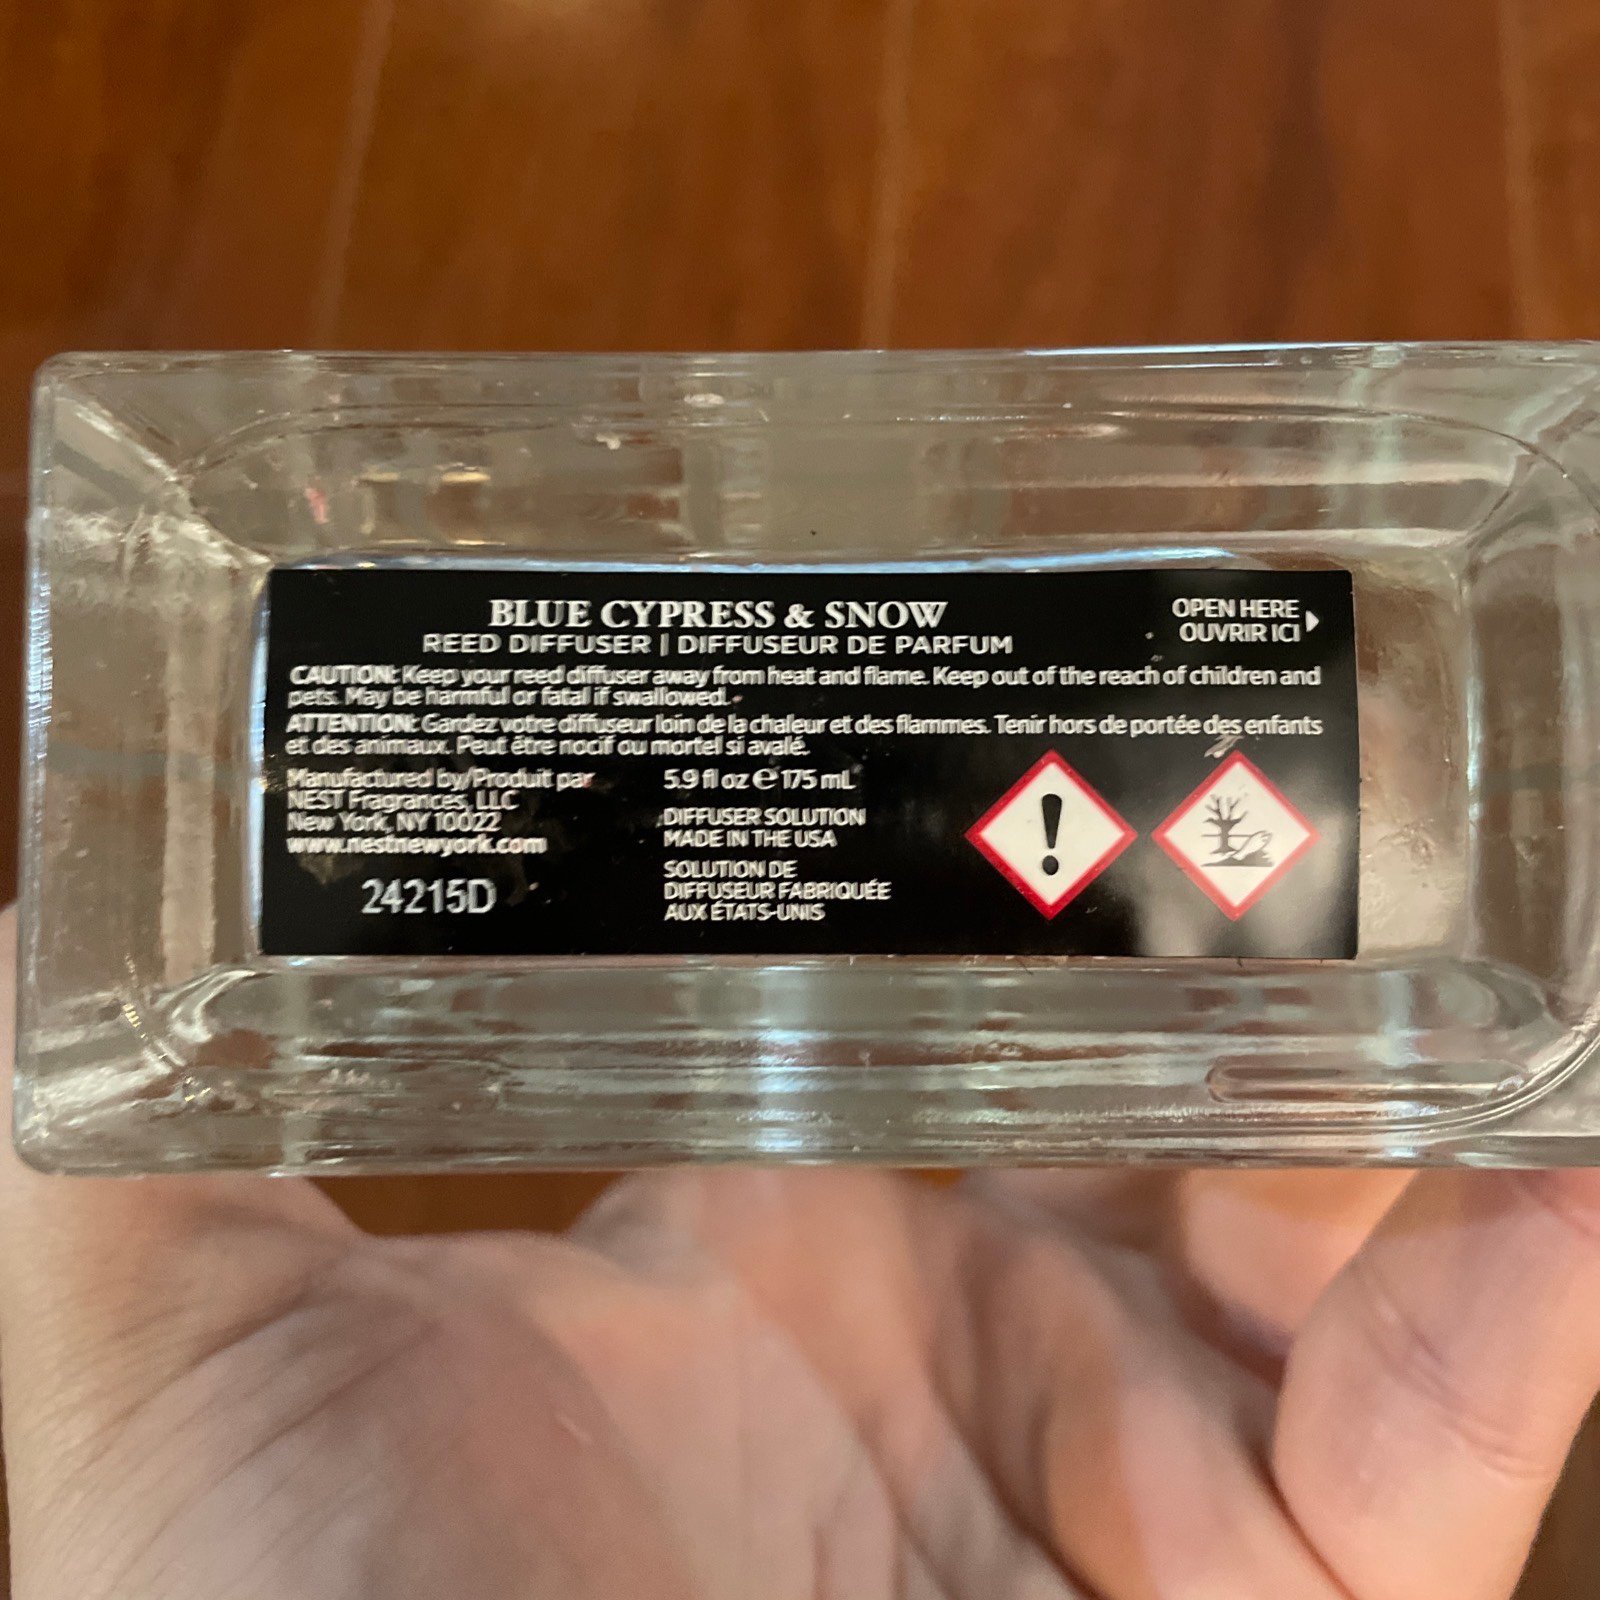 BLUE CYPRESS & SNOW
REED DIFFUSER | DIFFUSEUR DE PARFUM
OPEN HERE
OUVRIR ICI
CAUTION: Keep your reed diffuser away from heat and flame. Keep out of the reach of children and
pets. May be harmful or fatal if swallowed.
ATTENTION: Gardez votre diffuseur loin de la chaleur et des flammes. Tenir hors de portée des enfants
et des animaux. Peut être nocif ou mortel si avalé.
Manufactured by/Produit par
NEST Fragrances, LLC
New York, NY 10022
www.nestnewyork.com
24215D
5.9 fl oz ℮ 175 mL
DIFFUSER SOLUTION
MADE IN THE USA
SOLUTION DE
DIFFUSEUR FABRIQUÉE
AUX ÉTATS-UNIS